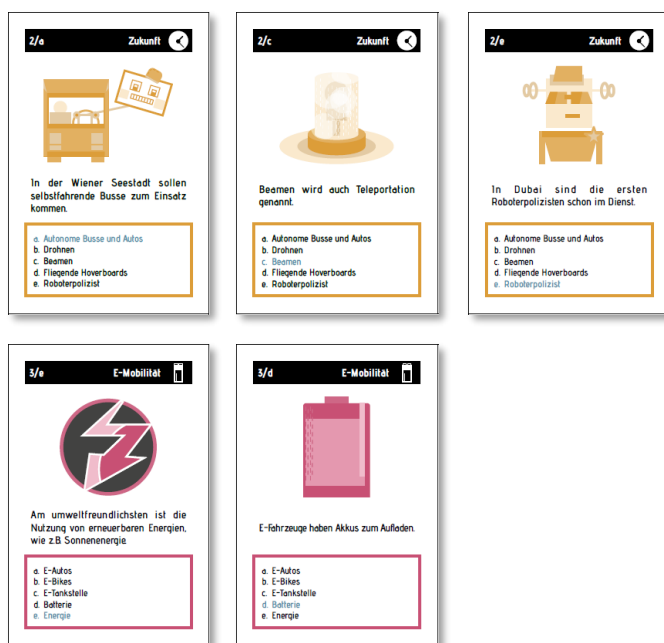 2/a Zukunft
In der Wiener Seestadt sollen
selbstfahrende Busse zum Einsatz
kommen.
a. Autonome Busse und Autos
b. Drohnen
c. Beamen
d. Fliegende Hoverboards
e. Roboterpolizist
2/c Zukunft
Beamen wird auch Teleportation
genannt.
a. Autonome Busse und Autos
b. Drohnen
c. Beamen
d. Fliegende Hoverboards
e. Roboterpolizist
2/e Zukunft
In Dubai sind die ersten
Roboterpolizisten schon im Dienst.
a. Autonome Busse und Autos
b. Drohnen
c. Beamen
d. Fliegende Hoverboards
e. Roboterpolizist
3/e E-Mobilität
Am umweltfreundlichsten ist die
Nutzung von erneuerbaren Energien,
wie z.B. Sonnenenergie.
a. E-Autos
b. E-Bikes
c. E-Tankstelle
d. Batterie
e. Energie
3/d E-Mobilität
E-Fahrzeuge haben Akkus zum Aufladen.
a. E-Autos
b. E-Bikes
c. E-Tankstelle
d. Batterie
e. Energie